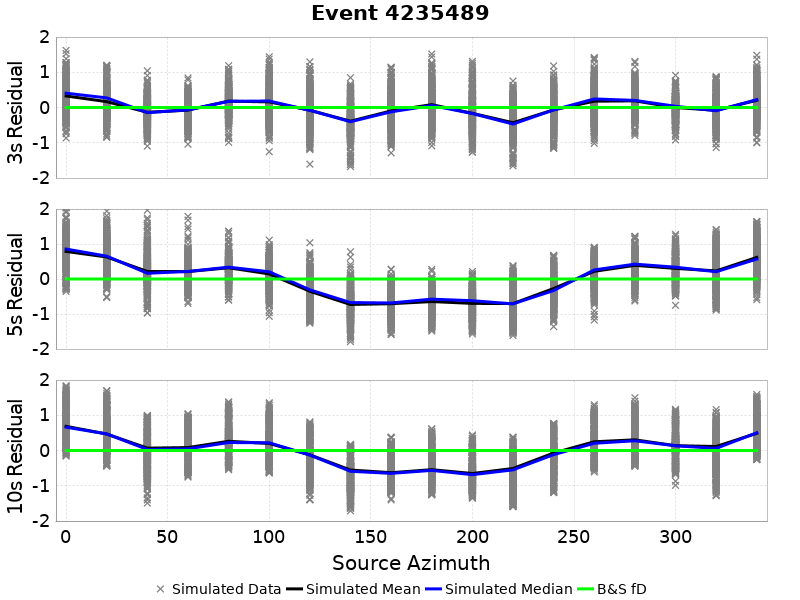 Event 4235489
3s Residual
2
1
0
-1
-2
5s Residual
2
1
0
-1
-2
10s Residual
2
1
0
-1
-2
0 50 100 150 200 250 300
Source Azimuth
Simulated Data Simulated Mean Simulated Median B&S fD